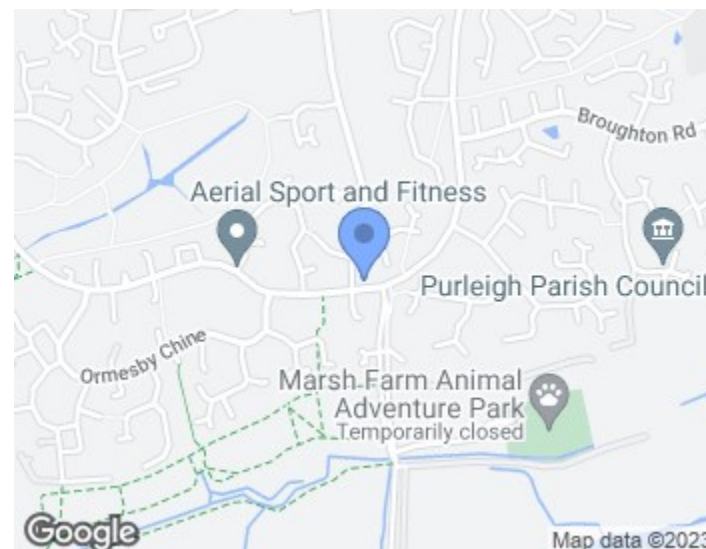 Broughton Rd
Aerial Sport and Fitness
Purleigh Parish Council
Ormesby Chine
Marsh Farm Animal
Adventure Park
Temporarily closed
Google
Map data ©2023